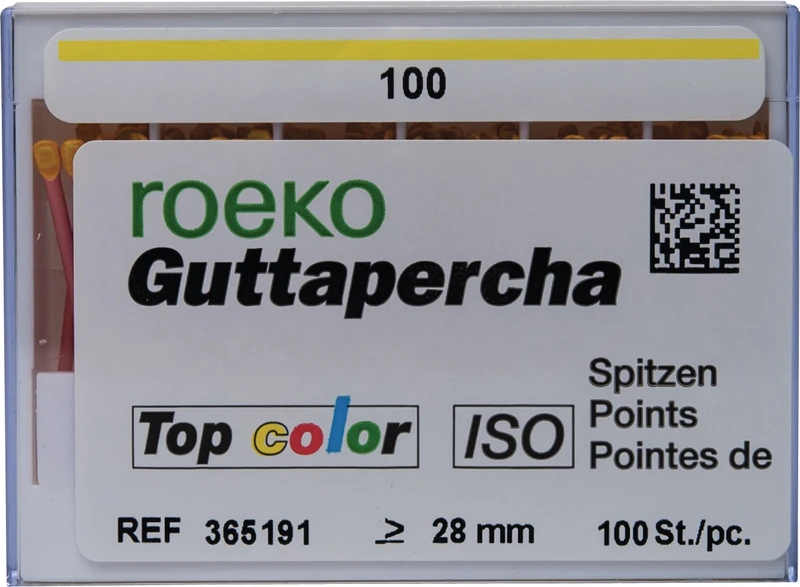 100
roeko
Guttapercha
Top color
ISO
Spitzen
Points
Pointes de
REF 365191 ≥ 28 mm 100 St./pc.